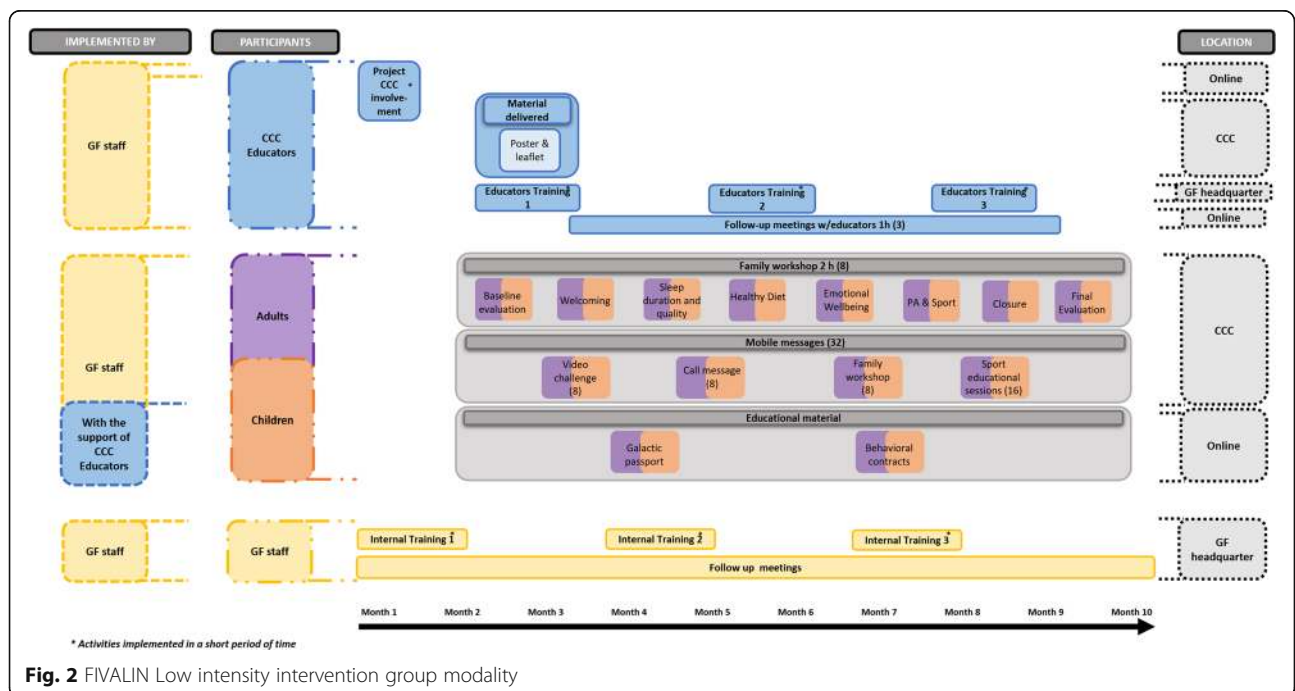 IMPLEMENTED BY
PARTICIPANTS
LOCATION
GF staff
CCC
Educators
Project
CCC *
involve-
ment
Material
delivered
Poster &
leaflet
Educators Training *
1
Educators Training *
2
Educators Training *
3
Follow-up meetings w/educators 1h (3)
Online
CCC
GF headquarter
Online
GF staff
With the
support of
CCC
Educators
Adults
Children
Family workshop 2 h (8)
Baseline
evaluation
Welcoming
Sleep
duration and
quality
Healthy Diet
Emotional
Wellbeing
PA & Sport
Closure
Final
Evaluation
Mobile messages (32)
Video
challenge
(8)
Call message
(8)
Family
workshop
(8)
Sport
educational
sessions (16)
Educational material
Galactic
passport
Behavioral
contracts
CCC
Online
GF staff
GF staff
Internal Training 1*
Internal Training 2*
Internal Training 3*
Follow up meetings
GF
headquarter
Month 1 Month 2 Month 3 Month 4 Month 5 Month 6 Month 7 Month 8 Month 9 Month 10
* Activities implemented in a short period of time
Fig. 2 FIVALIN Low intensity intervention group modality